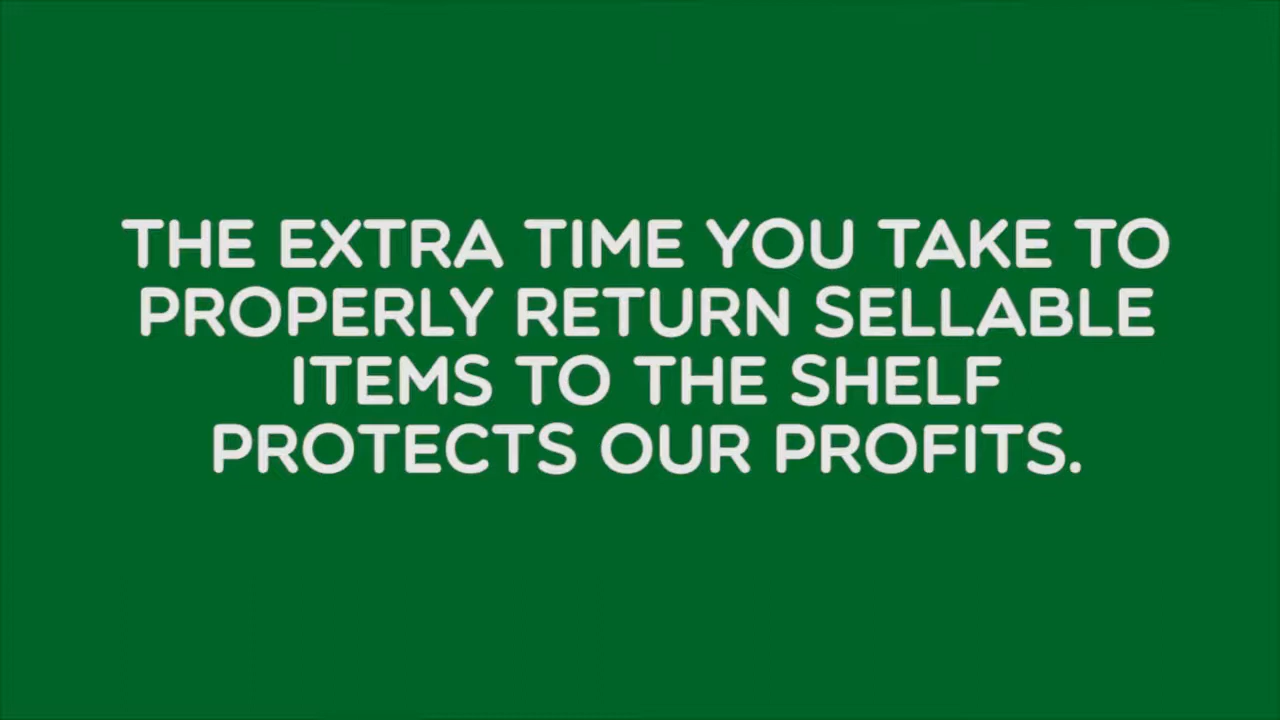 THE EXTRA TIME YOU TAKE TO
PROPERLY RETURN SELLABLE
ITEMS TO THE SHELF
PROTECTS OUR PROFITS.